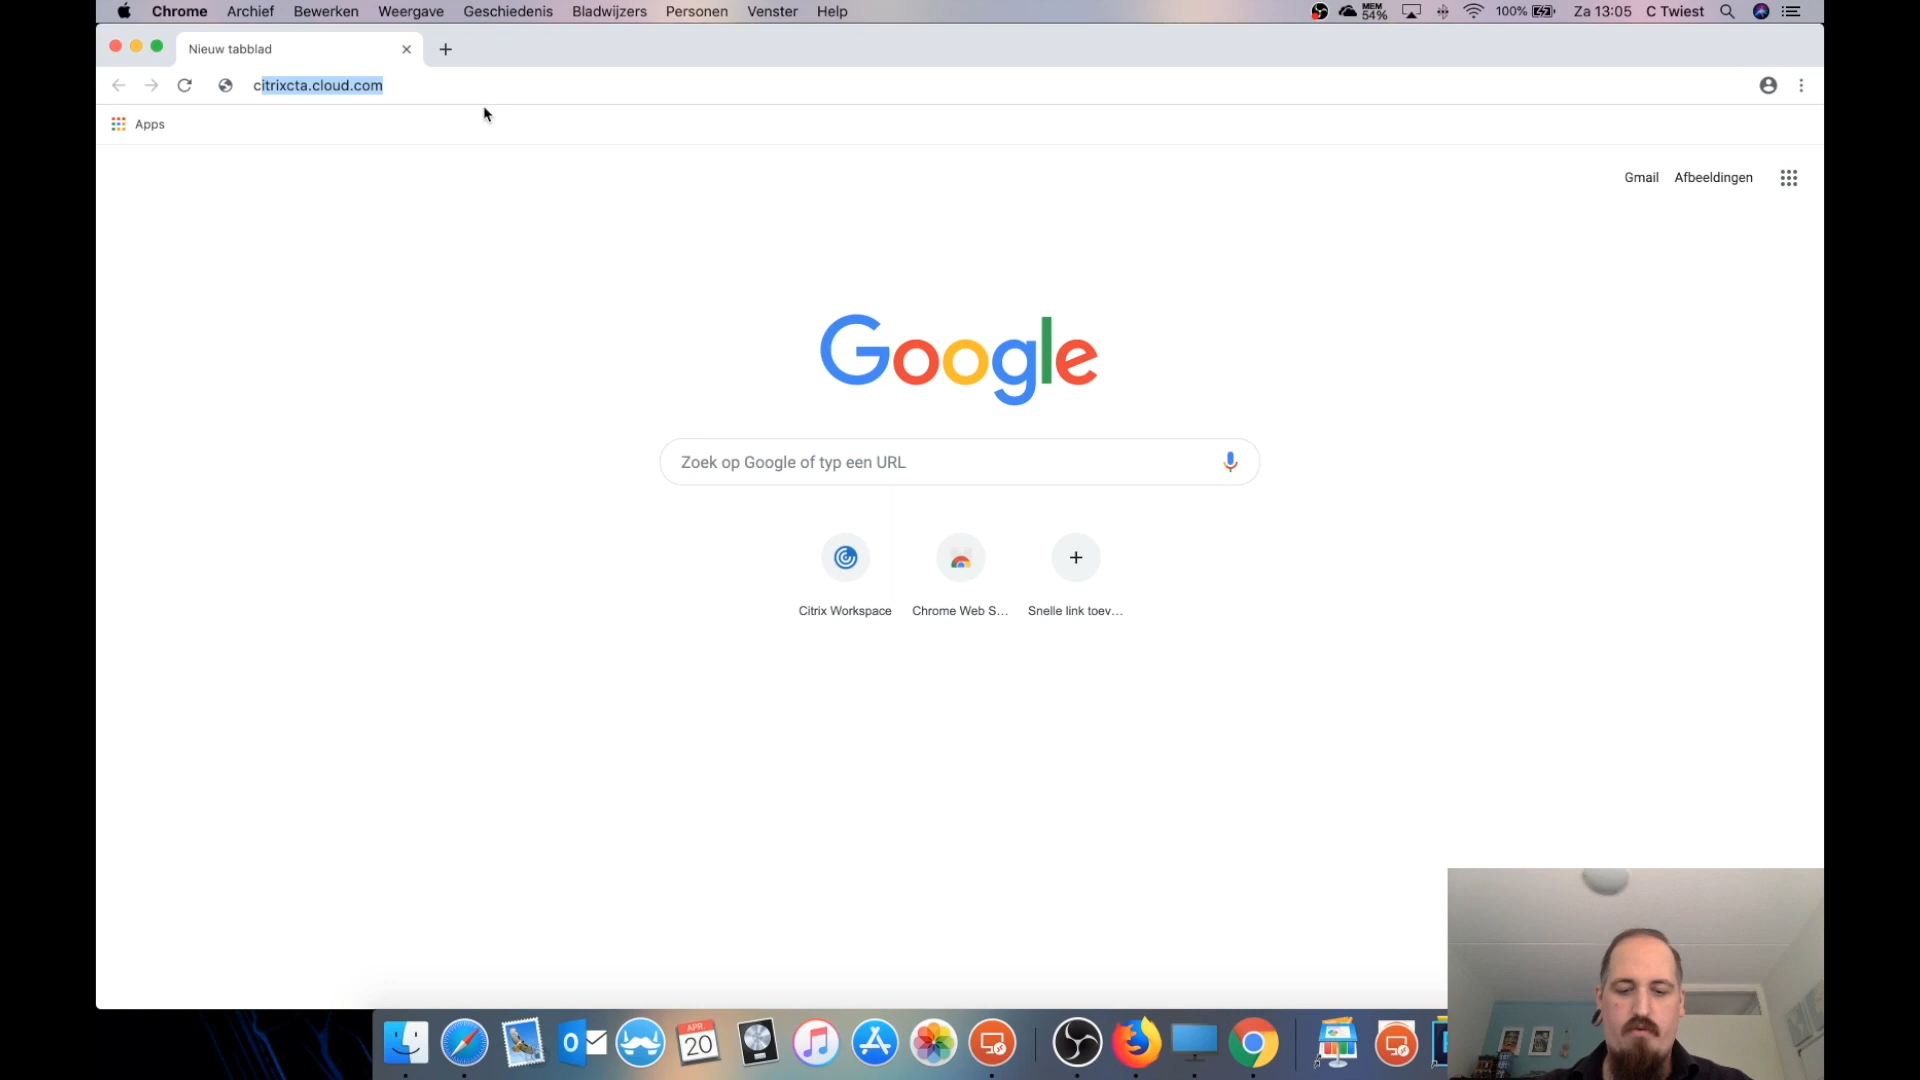 Chrome Archief Bewerken Weergave Geschiedenis Bladwijzers Personen Venster Help MEM 54% 100% Za 13:05 C Twiest
Nieuw tabblad
citrixcta.cloud.com
Apps
Gmail Afbeeldingen
Google
Zoek op Google of typ een URL
Citrix Workspace Chrome Web S... Snelle link toev...
APR.
20